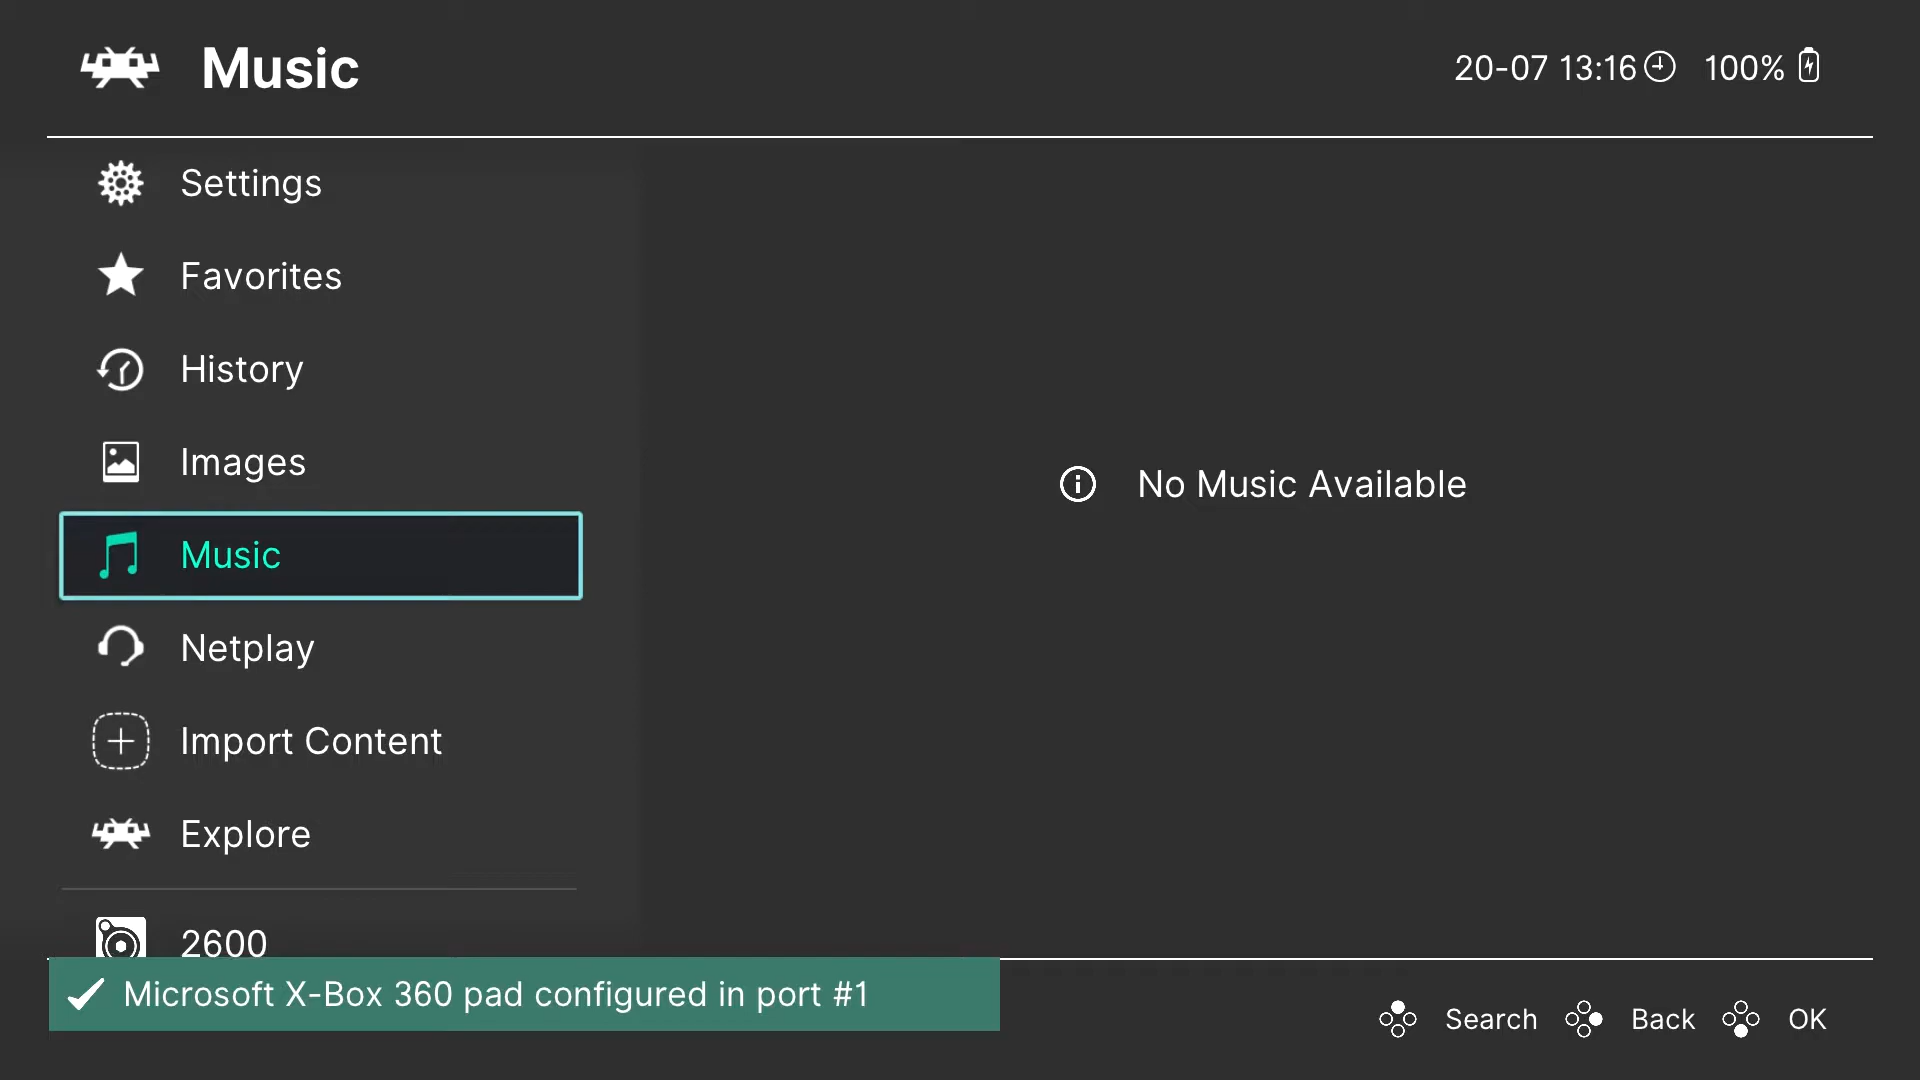 Music
20-07 13:16 100%
Settings
Favorites
History
Images
Music
Netplay
Import Content
Explore
2600
No Music Available
Microsoft X-Box 360 pad configured in port #1
Search Back OK